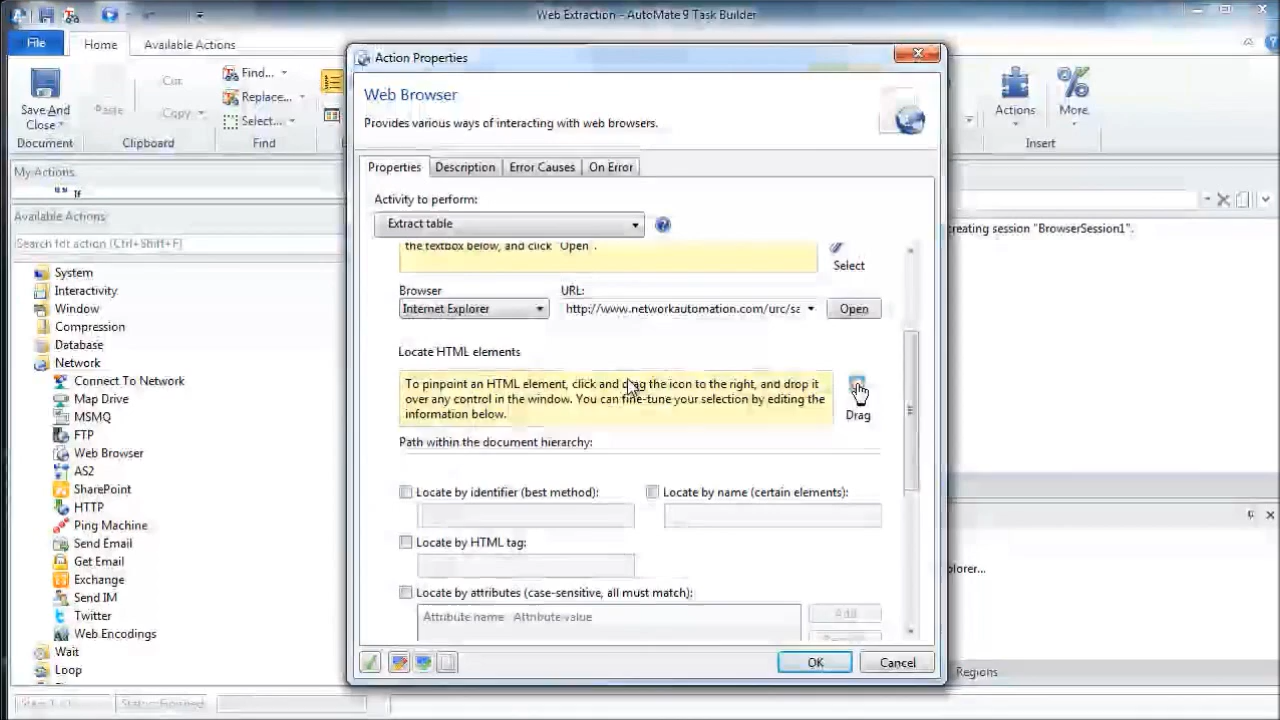 Web Extraction - AutoMate 9 Task Builder
File
Home
Available Actions
Save And
Close
Document
Paste
Cut
Copy
Clipboard
Find...
Replace...
Select...
Find
Actions
More
Insert
My Actions
If
Available Actions
Search for action (Ctrl+Shift+F)
System
Interactivity
Window
Compression
Database
Network
Connect To Network
Map Drive
MSMQ
FTP
Web Browser
AS2
SharePoint
HTTP
Ping Machine
Send Email
Get Email
Exchange
Send IM
Twitter
Web Encodings
Wait
Loop
Action Properties
Web Browser
Provides various ways of interacting with web browsers.
Properties
Description
Error Causes
On Error
Activity to perform:
Extract table
the textbox below, and click "Open".
Select
Browser
URL:
Internet Explorer
http://www.networkautomation.com/urc/sa
Open
Locate HTML elements
To pinpoint an HTML element, click and drag the icon to the right, and drop it
over any control in the window. You can fine-tune your selection by editing the
information below.
Drag
Path within the document hierarchy:
Locate by identifier (best method):
Locate by name (certain elements):
Locate by HTML tag:
Locate by attributes (case-sensitive, all must match):
Attribute name
Attribute value
Add
OK
Cancel
reating session "BrowserSession1".
plorer...
Regions
Status: Finished